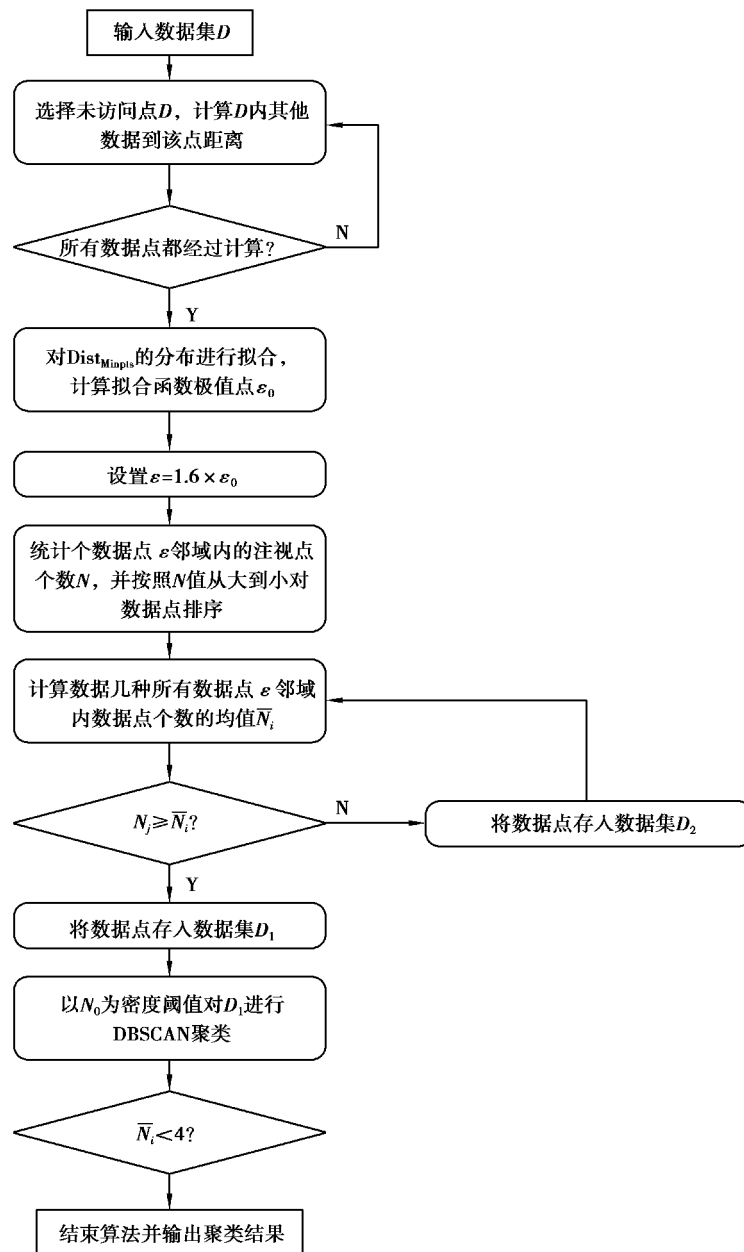 输入数据集D
选择未访问点D，计算D内其他
数据到该点距离
N
所有数据点都经过计算？
Y
对Dist_Minpts的分布进行拟合，
计算拟合函数极值点ε₀
设置ε=1.6×ε₀
统计个数据点 ε邻域内的注视点
个数N，并按照N值从大到小对
数据点排序
计算数据几种所有数据点 ε邻域
内数据点个数的均值N̄ᵢ
Nⱼ≥N̄ᵢ?
N
将数据点存入数据集D₂
Y
将数据点存入数据集D₁
以N₀为密度阈值对D₁进行
DBSCAN聚类
N̄ᵢ<4?
结束算法并输出聚类结果